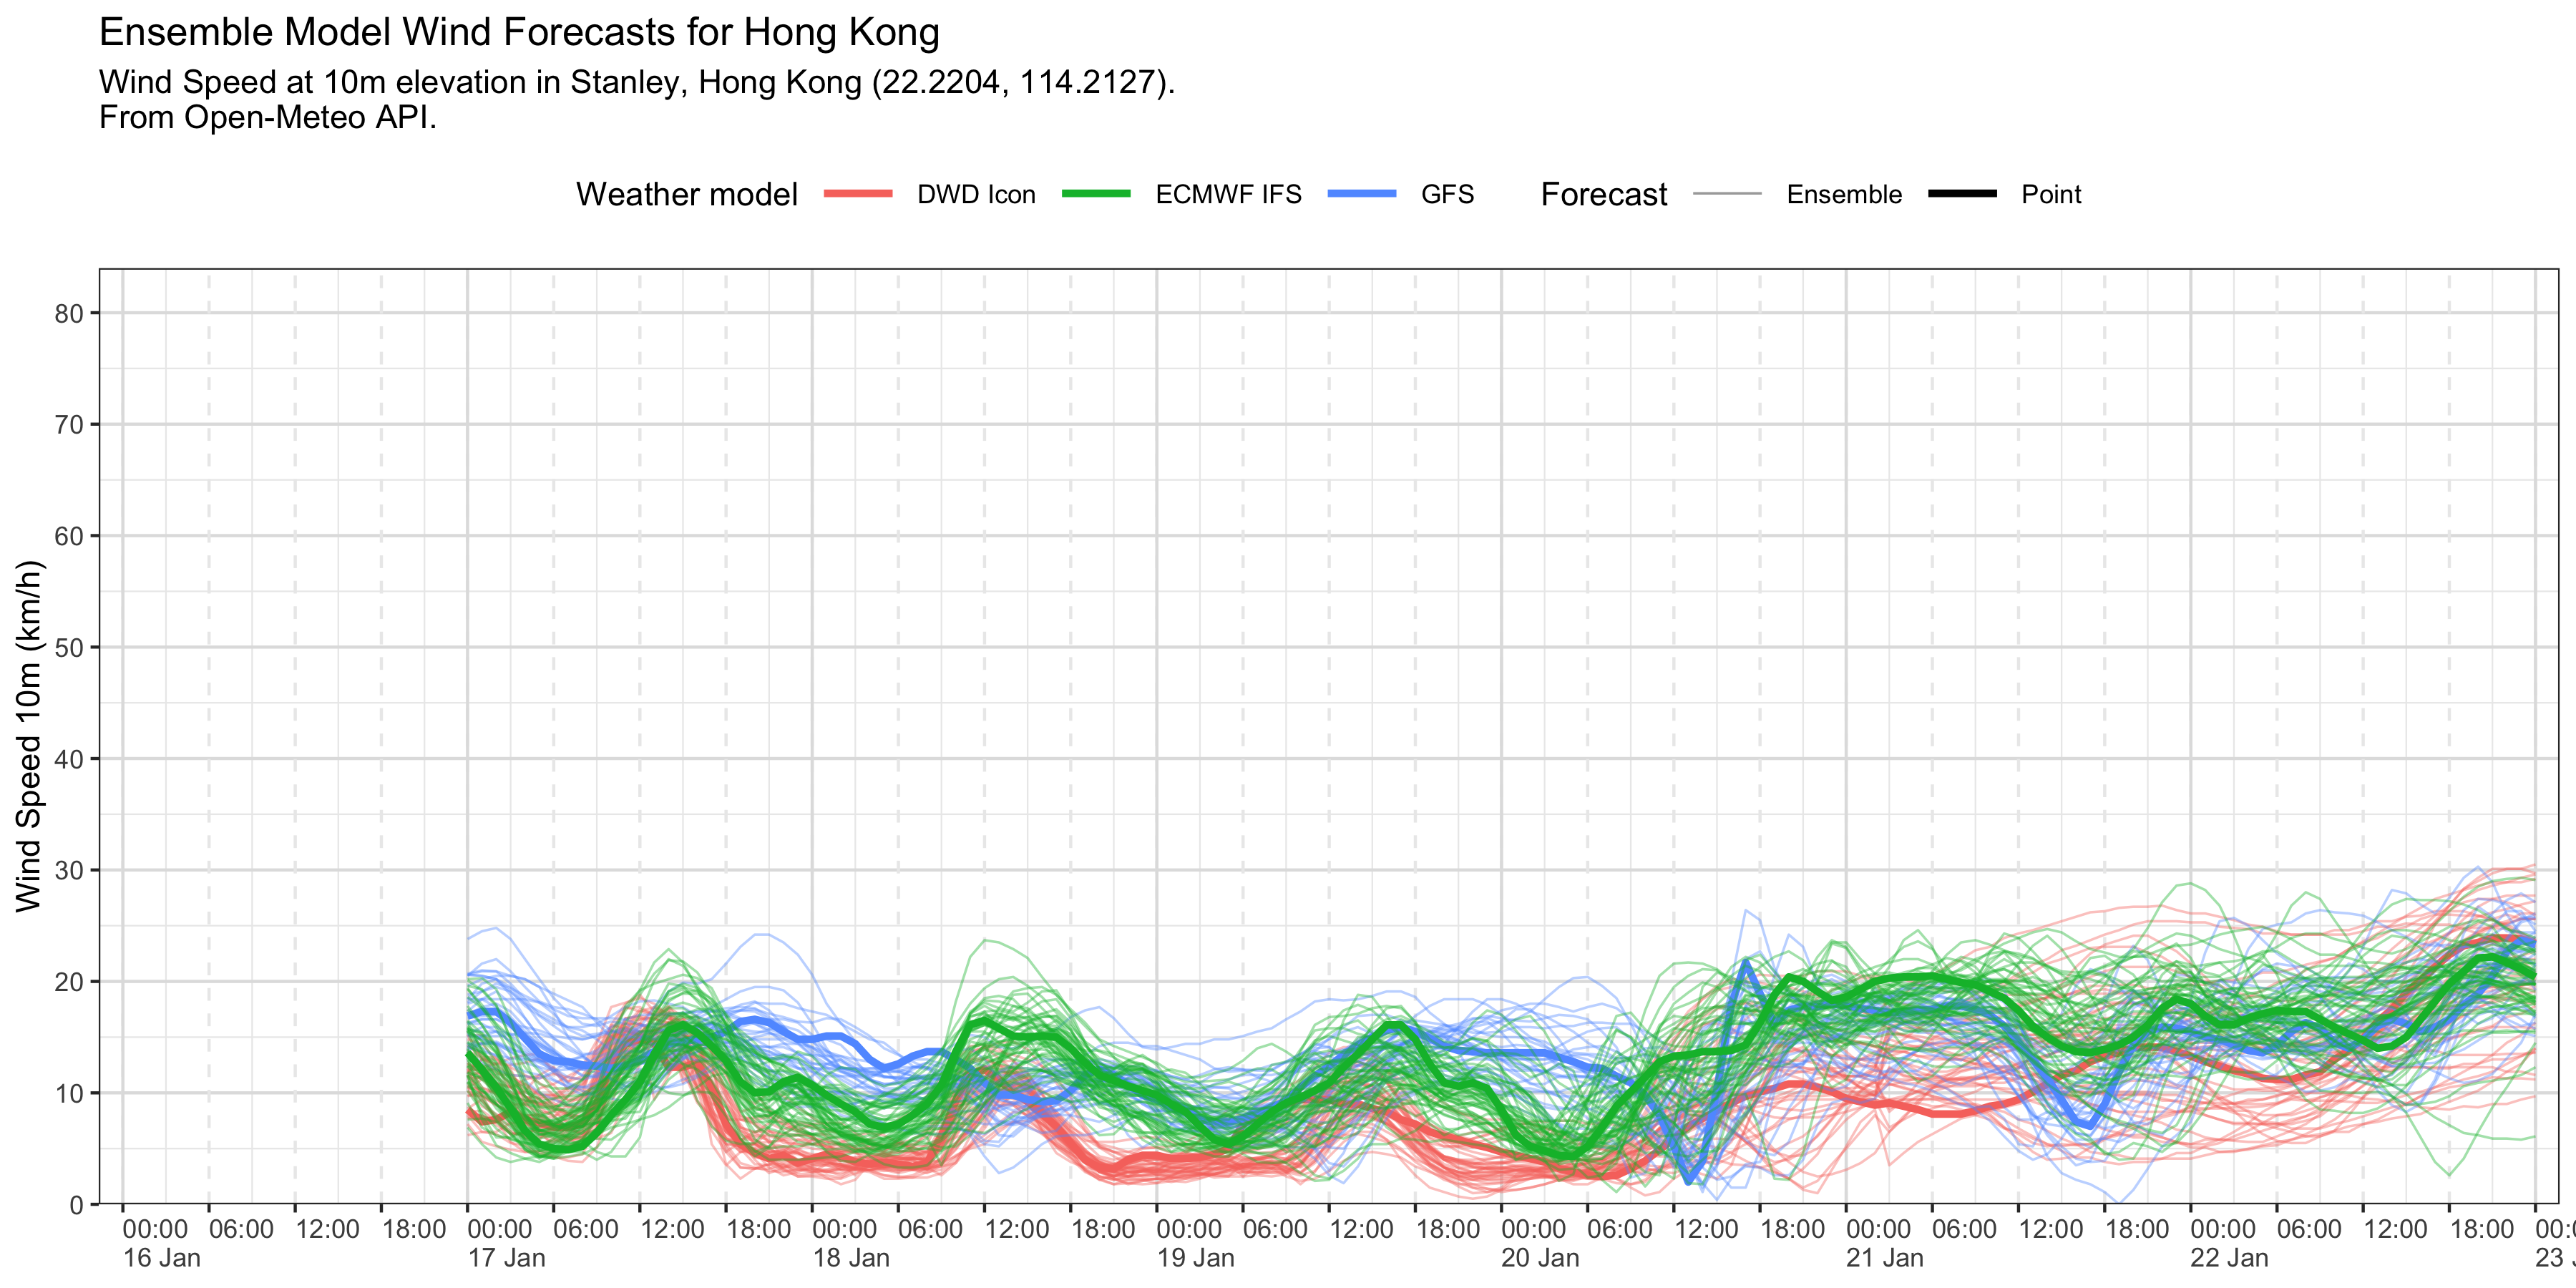 Ensemble Model Wind Forecasts for Hong Kong
Wind Speed at 10m elevation in Stanley, Hong Kong (22.2204, 114.2127).
From Open-Meteo API.
Weather model DWD Icon ECMWF IFS GFS Forecast Ensemble Point
Wind Speed 10m (km/h)
80
70
60
50
40
30
20
10
0
00:00 06:00 12:00 18:00 00:00 06:00 12:00 18:00 00:00 06:00 12:00 18:00 00:00 06:00 12:00 18:00 00:00 06:00 12:00 18:00 00:00 06:00 12:00 18:00 00:00 06:00 12:00 18:00
16 Jan 17 Jan 18 Jan 19 Jan 20 Jan 21 Jan 22 Jan 23